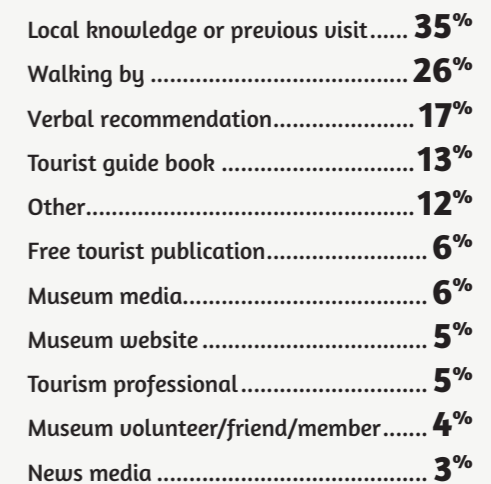 Local knowledge or previous visit...... 35%
Walking by ........................................ 26%
Verbal recommendation...................... 17%
Tourist guide book .............................. 13%
Other................................................... 12%
Free tourist publication......................... 6%
Museum media...................................... 6%
Museum website ................................... 5%
Tourism professional............................. 5%
Museum volunteer/friend/member....... 4%
News media .......................................... 3%